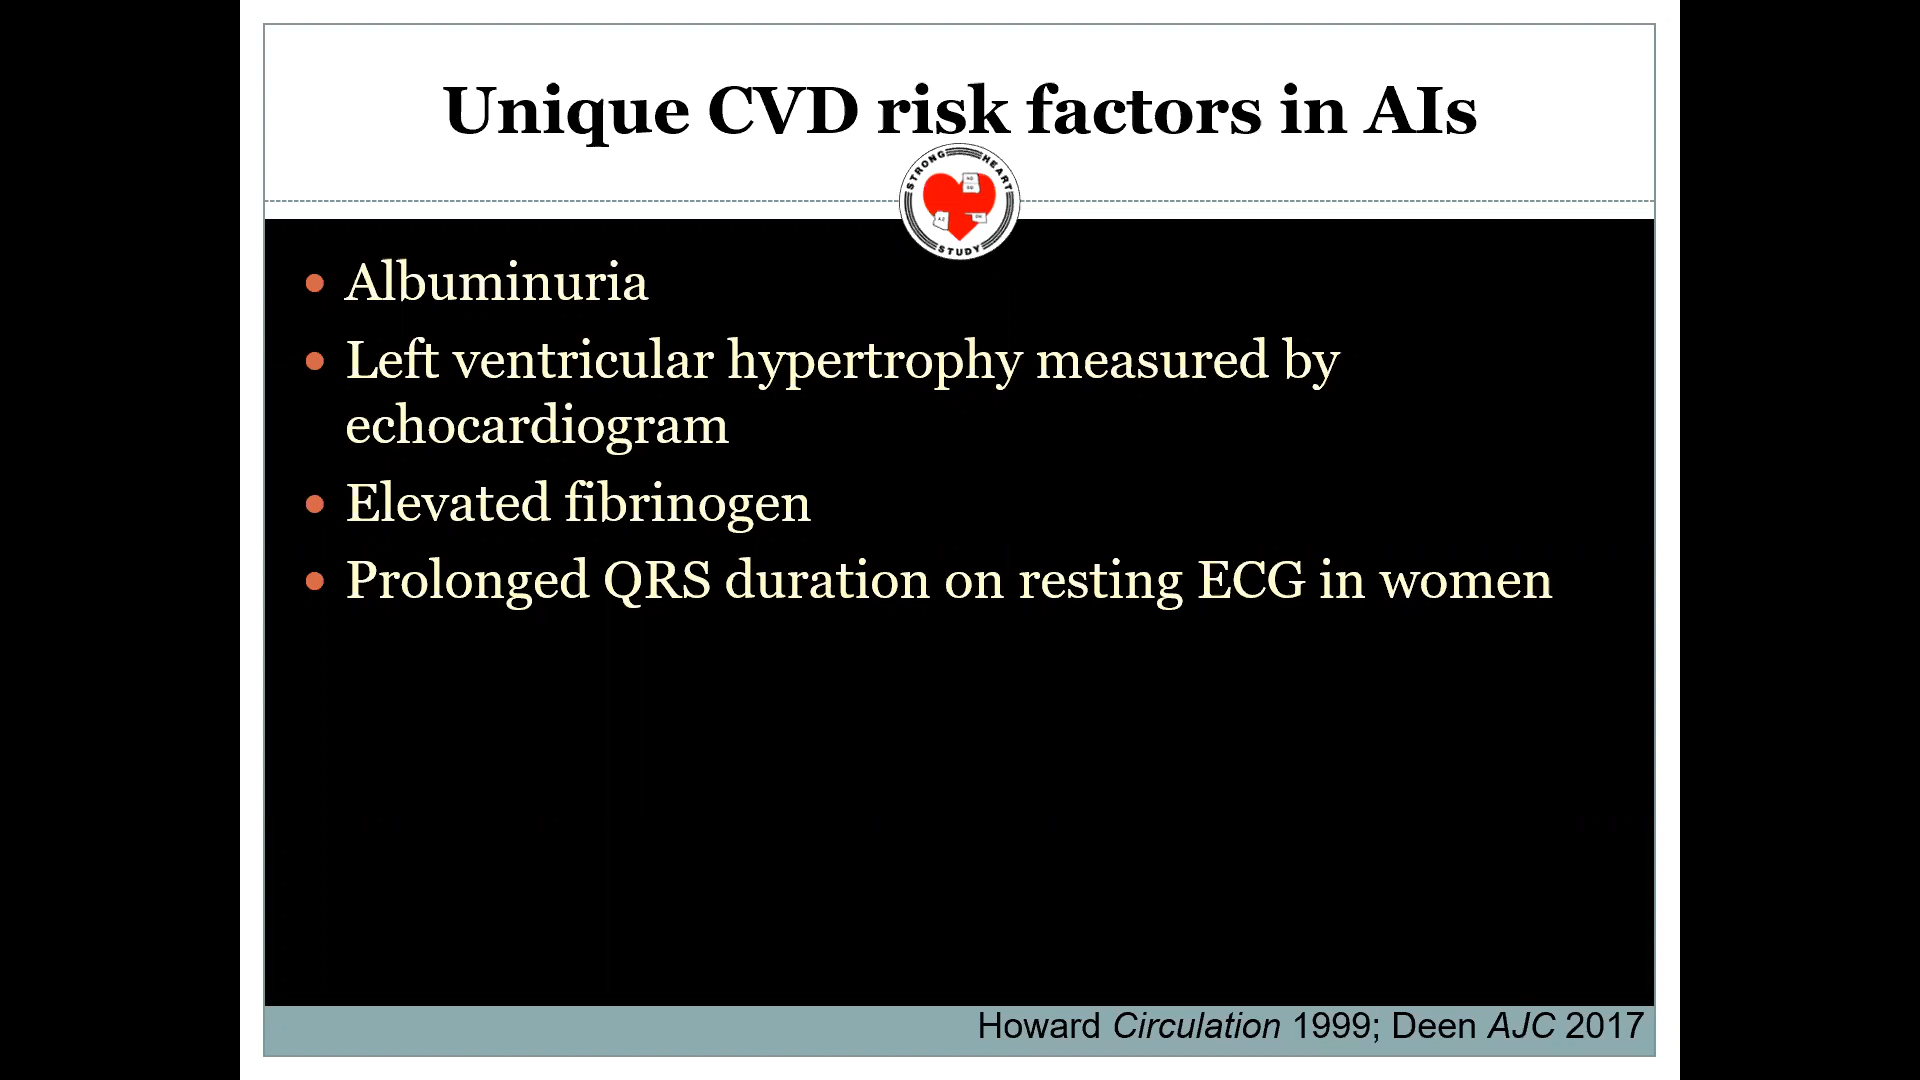 Unique CVD risk factors in AIs
STRONG HEART
STUDY
Albuminuria
Left ventricular hypertrophy measured by
echocardiogram
Elevated fibrinogen
Prolonged QRS duration on resting ECG in women
Howard Circulation 1999; Deen AJC 2017